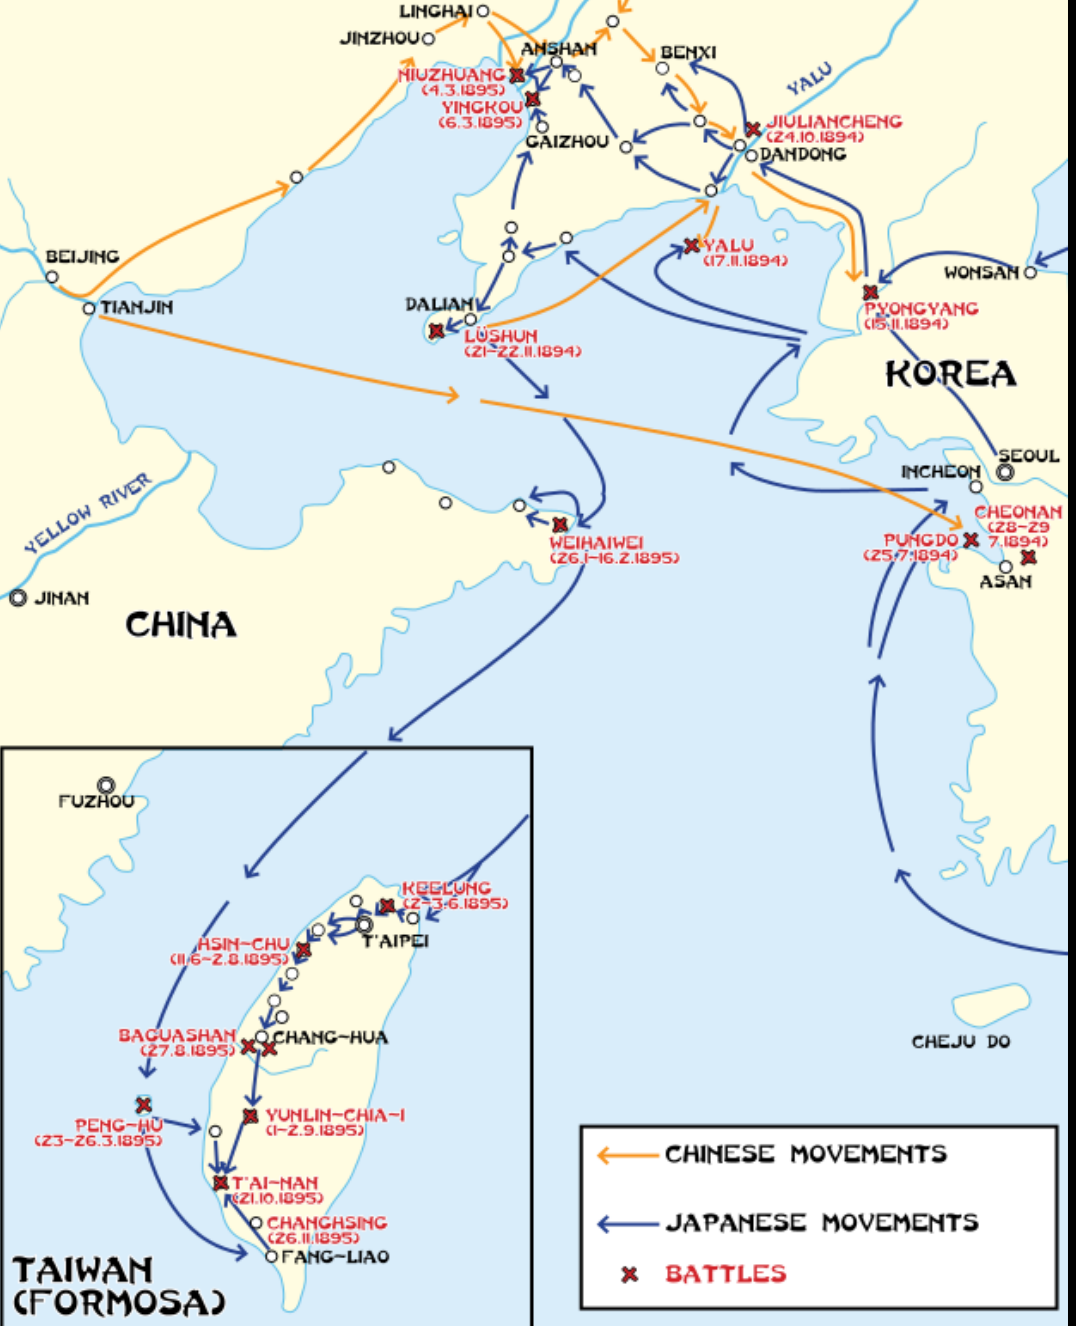 LINGHAI
JINZHOU
ANSHAN
BENXI
NIUZHUANG
(4.3.1895)
YINGKOU
(6.3.1895)
GAIZHOU
YALU
JIULIANCHENG
(24.10.1894)
DANDONG
BEIJING
TIANJIN
DALIAN
LÜSHUN
(21-22.11.1894)
YALU
(17.11.1894)
WONSAN
PYONGYANG
(15.11.1894)
KOREA
SEOUL
INCHEON
CHEONAN
(28-29
7.1894)
PUNGDO
(25.7.1894)
ASAN
YELLOW RIVER
WEIHAIWEI
(26.1-16.2.1895)
JINAN
CHINA
FUZHOU
KEELUNG
(2-3.6.1895)
T'AIPEI
HSIN-CHU
(11.6-2.8.1895)
BAGUASHAN
(27.8.1895)
CHANG-HUA
PENG-HU
(23-26.3.1895)
YUNLIN-CHIA-I
(1-2.9.1895)
T'AI-NAN
(21.10.1895)
CHANGHSING
(26.11.1895)
FANG-LIAO
TAIWAN
(FORMOSA)
CHEJU DO
CHINESE MOVEMENTS
JAPANESE MOVEMENTS
BATTLES